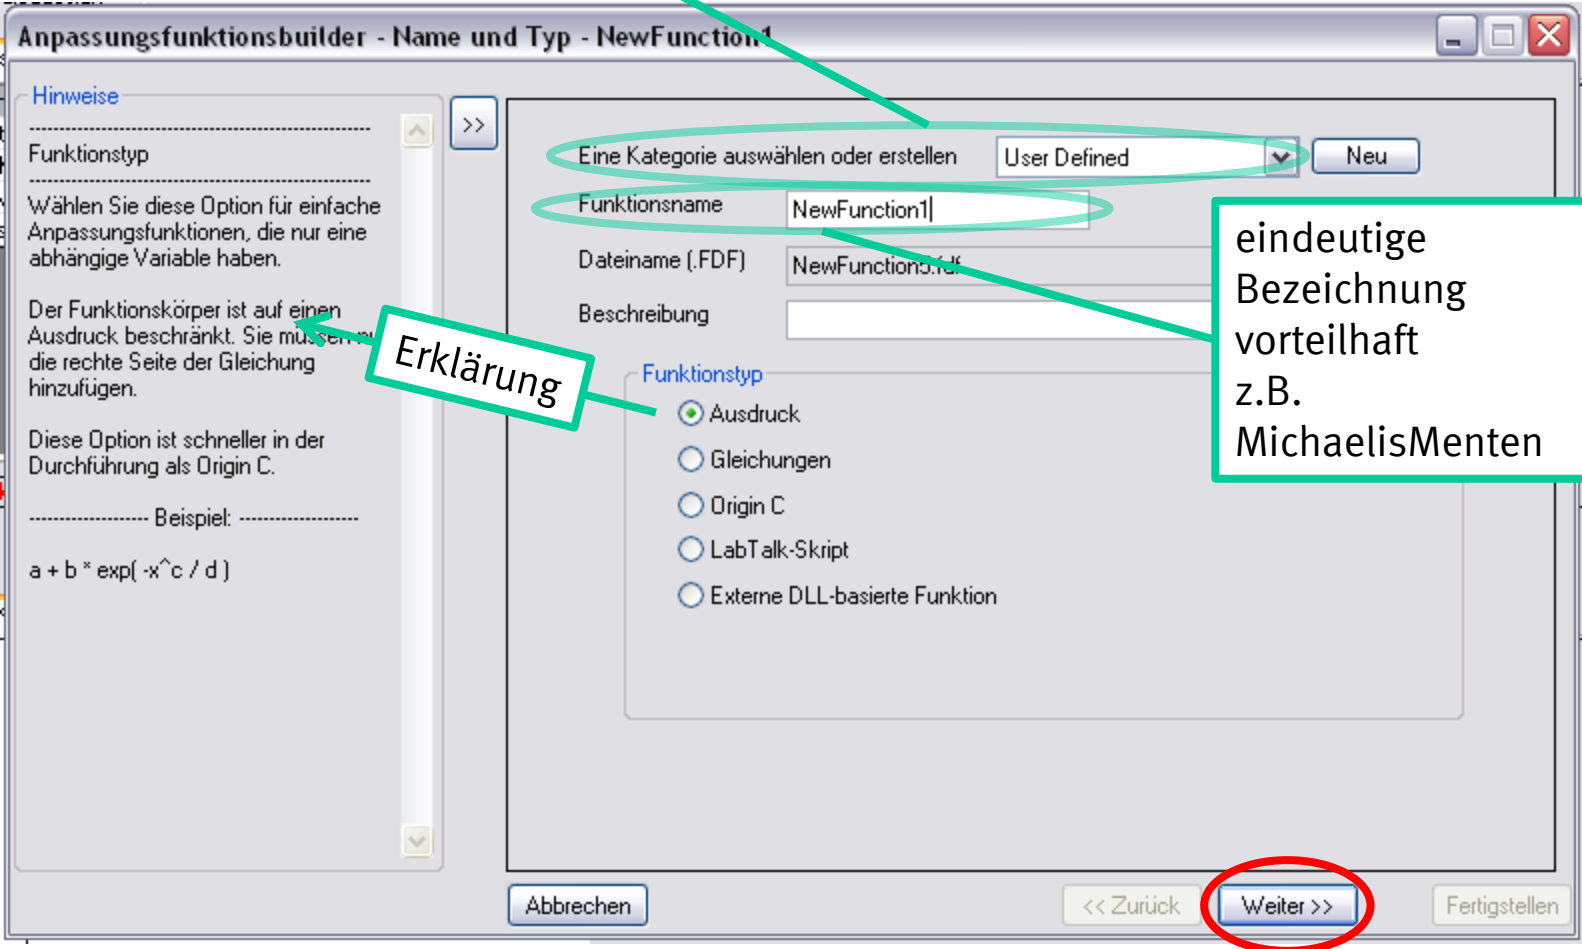 Anpassungsfunktionsbuilder - Name und Typ - NewFunction1
Hinweise
Funktionstyp
Wählen Sie diese Option für einfache
Anpassungsfunktionen, die nur eine
abhängige Variable haben.
Der Funktionskörper ist auf einen
Ausdruck beschränkt. Sie müssen
die rechte Seite der Gleichung
hinzufügen.
Diese Option ist schneller in der
Durchführung als Origin C.
-------------------- Beispiel: --------------------
a + b * exp( -x^c / d )
>>
Eine Kategorie auswählen oder erstellen User Defined Neu
Funktionsname NewFunction1
Dateiname (.FDF) NewFunction5.fdf
Beschreibung
eindeutige
Bezeichnung
vorteilhaft
z.B.
MichaelisMenten
Erklärung
Funktionstyp
Ausdruck
Gleichungen
Origin C
LabTalk-Skript
Externe DLL-basierte Funktion
Abbrechen << Zurück Weiter >> Fertigstellen